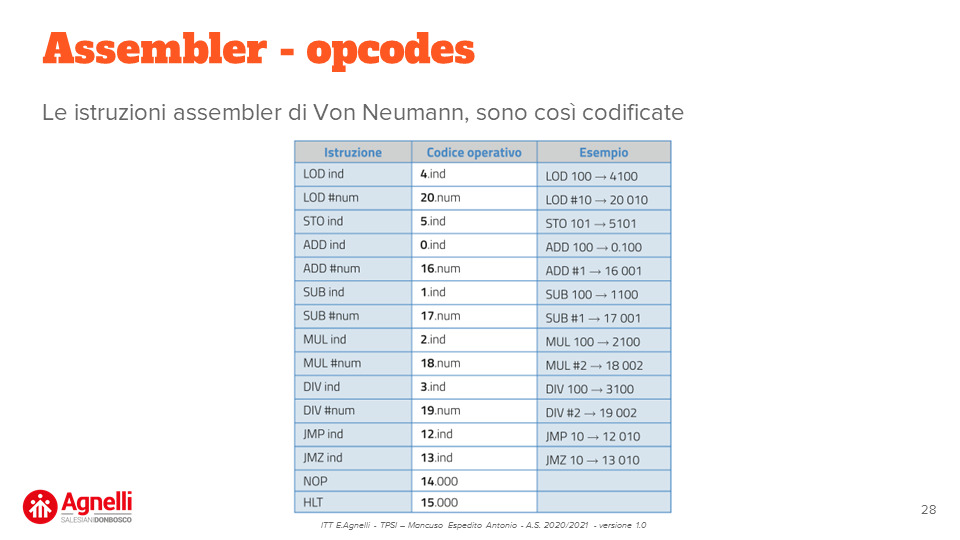 Assembler - opcodes
Le istruzioni assembler di Von Neumann, sono così codificate
Istruzione Codice operativo Esempio
LOD ind 4.ind LOD 100 → 4100
LOD #num 20.num LOD #10 → 20 010
STO ind 5.ind STO 101 → 5101
ADD ind 0.ind ADD 100 → 0.100
ADD #num 16.num ADD #1 → 16 001
SUB ind 1.ind SUB 100 → 1100
SUB #num 17.num SUB #1 → 17 001
MUL ind 2.ind MUL 100 → 2100
MUL #num 18.num MUL #2 → 18 002
DIV ind 3.ind DIV 100 → 3100
DIV #num 19.num DIV #2 → 19 002
JMP ind 12.ind JMP 10 → 12 010
JMZ ind 13.ind JMZ 10 → 13 010
NOP 14.000
HLT 15.000
Agnelli
SALESIANI DONBOSCO
ITT E.Agnelli - TPSI – Mancuso Espedito Antonio - A.S. 2020/2021 - versione 1.0
28